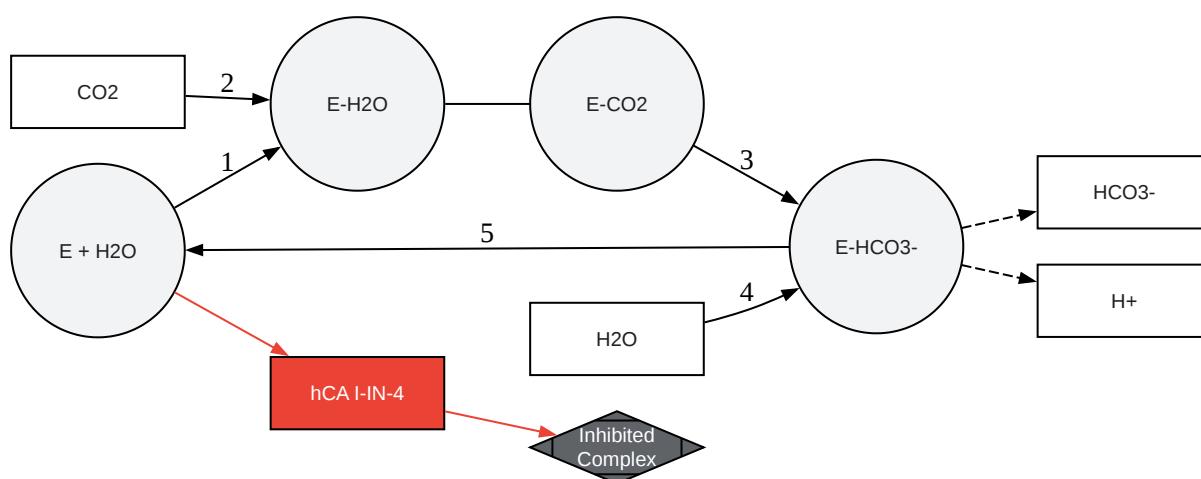 CO2
2
E-H2O
E-CO2
1
3
E + H2O
5
E-HCO3-
HCO3-
4
H2O
H+
hCA I-IN-4
Inhibited
Complex